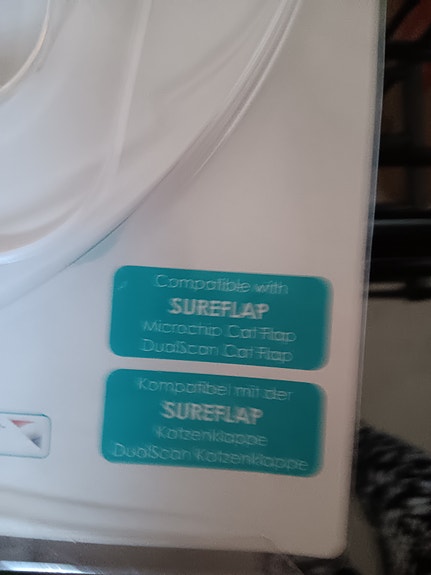 Compatible with
SUREFLAP
Microchip Cat Flap
DualScan Cat Flap
Kompatibel mit der
SUREFLAP
Katzenklappe
DualScan Katzenklappe